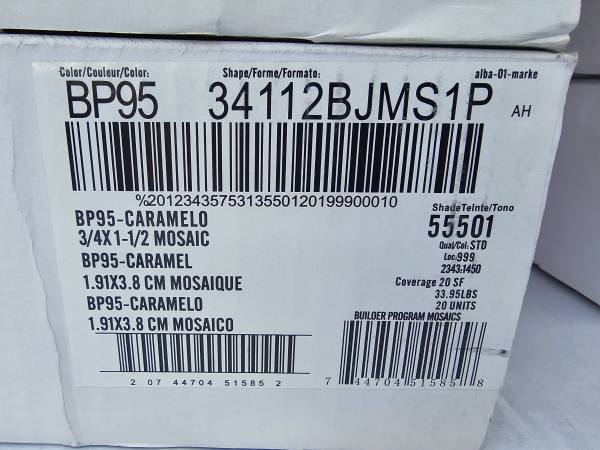 Color/Couleur/Color: Shape/Forme/Formato: alba-01-marke
BP95 34112BJMS1P AH
%2012343575313550120199900010
BP95-CARAMELO
3/4X1-1/2 MOSAIC
BP95-CARAMEL
1.91X3.8 CM MOSAIQUE
BP95-CARAMELO
1.91X3.8 CM MOSAICO
ShadeTeinte/Tono
55501
Qual/Cal: STD
Loc: 999
2343:1450
Coverage 20 SF
33.95LBS
20 UNITS
BUILDER PROGRAM MOSAICS
2 07 44704 51585 2
7 44704 51585 8